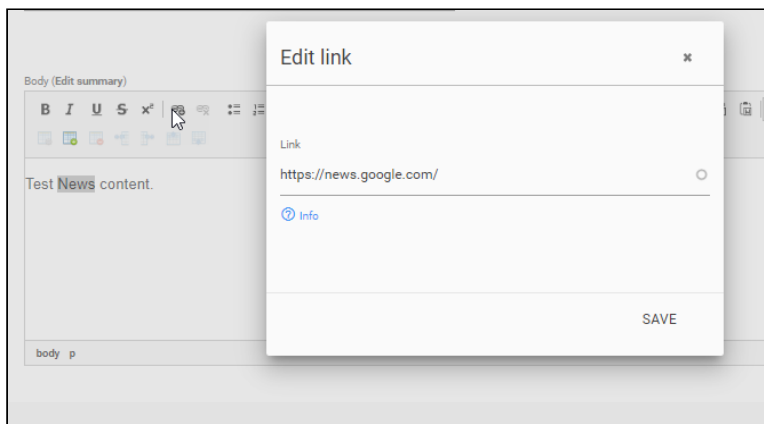 Edit link
Body (Edit summary)
B I U S x²
Link
https://news.google.com/
Test News content.
Info
SAVE
body p